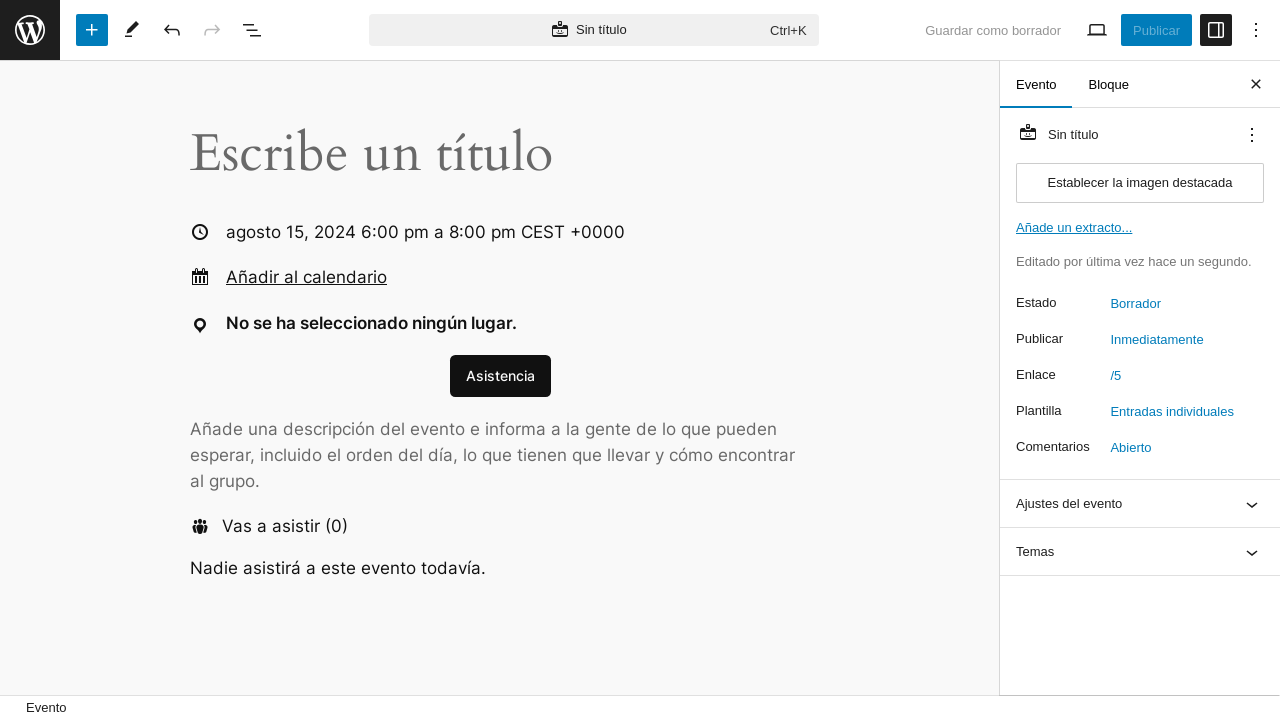 Sin título
Ctrl+K
Guardar como borrador
Publicar
Escribe un título
agosto 15, 2024 6:00 pm a 8:00 pm CEST +0000
Añadir al calendario
No se ha seleccionado ningún lugar.
Asistencia
Añade una descripción del evento e informa a la gente de lo que pueden
esperar, incluido el orden del día, lo que tienen que llevar y cómo encontrar
al grupo.
Vas a asistir (0)
Nadie asistirá a este evento todavía.
Evento
Bloque
Sin título
Establecer la imagen destacada
Añade un extracto...
Editado por última vez hace un segundo.
Estado
Borrador
Publicar
Inmediatamente
Enlace
/5
Plantilla
Entradas individuales
Comentarios
Abierto
Ajustes del evento
Temas
Evento